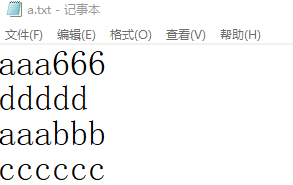 a.txt - 记事本
文件(F) 编辑(E) 格式(O) 查看(V) 帮助(H)
aaa666
ddddd
aaabbb
cccccc